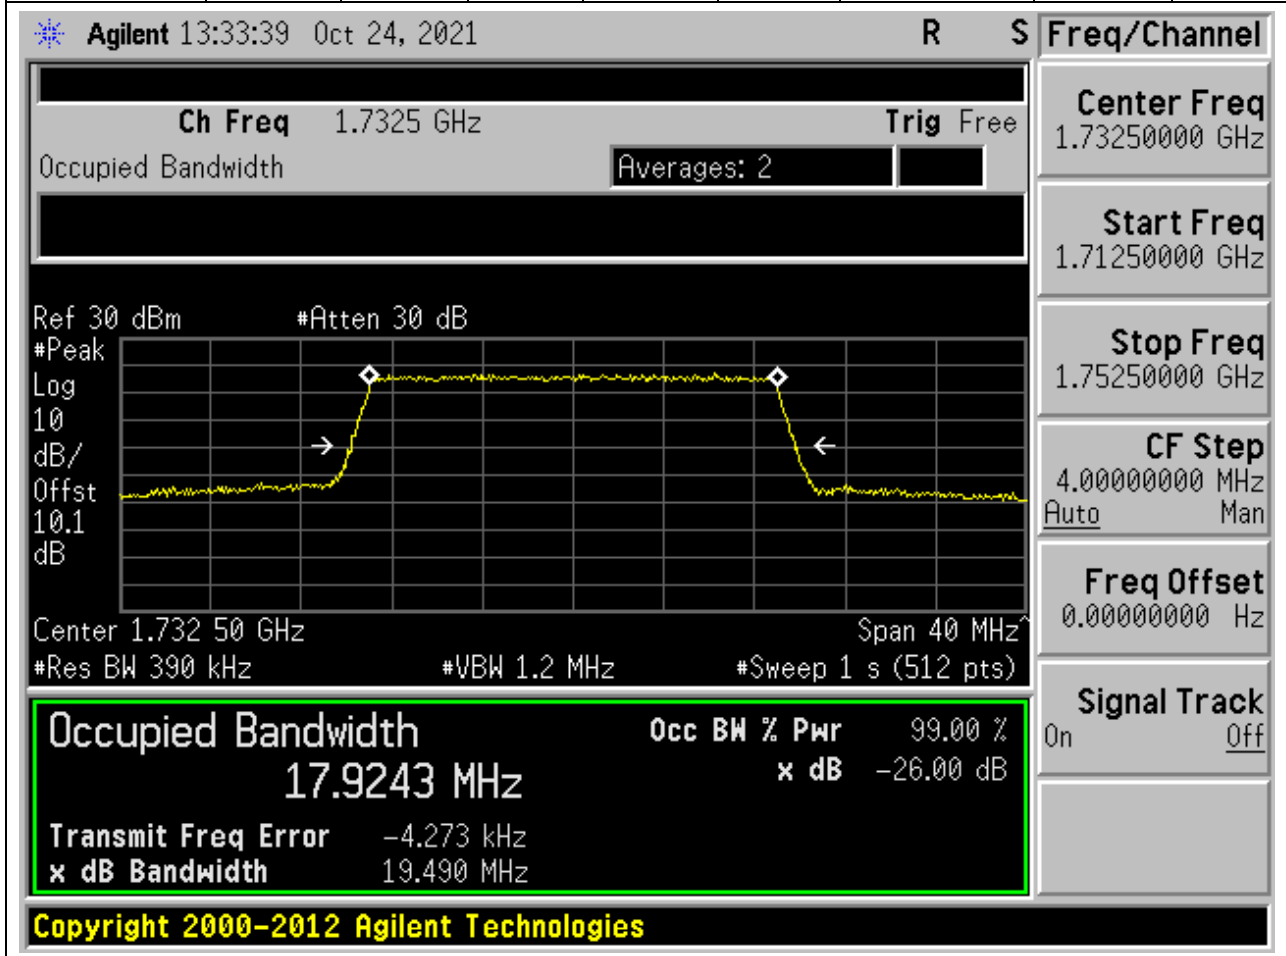 Agilent 13:33:39 Oct 24, 2021 R S
Ch Freq 1.7325 GHz Trig Free
Occupied Bandwidth Averages: 2
Ref 30 dBm #Atten 30 dB
#Peak
Log
10
dB/
Offst
10.1
dB
Center 1.732 50 GHz Span 40 MHz^
#Res BW 390 kHz #VBW 1.2 MHz #Sweep 1 s (512 pts)
Occupied Bandwidth Occ BW % Pwr 99.00 %
17.9243 MHz x dB -26.00 dB
Transmit Freq Error -4.273 kHz
x dB Bandwidth 19.490 MHz
Copyright 2000-2012 Agilent Technologies
Freq/Channel
Center Freq
1.73250000 GHz
Start Freq
1.71250000 GHz
Stop Freq
1.75250000 GHz
CF Step
4.00000000 MHz
Auto Man
Freq Offset
0.00000000 Hz
Signal Track
On Off